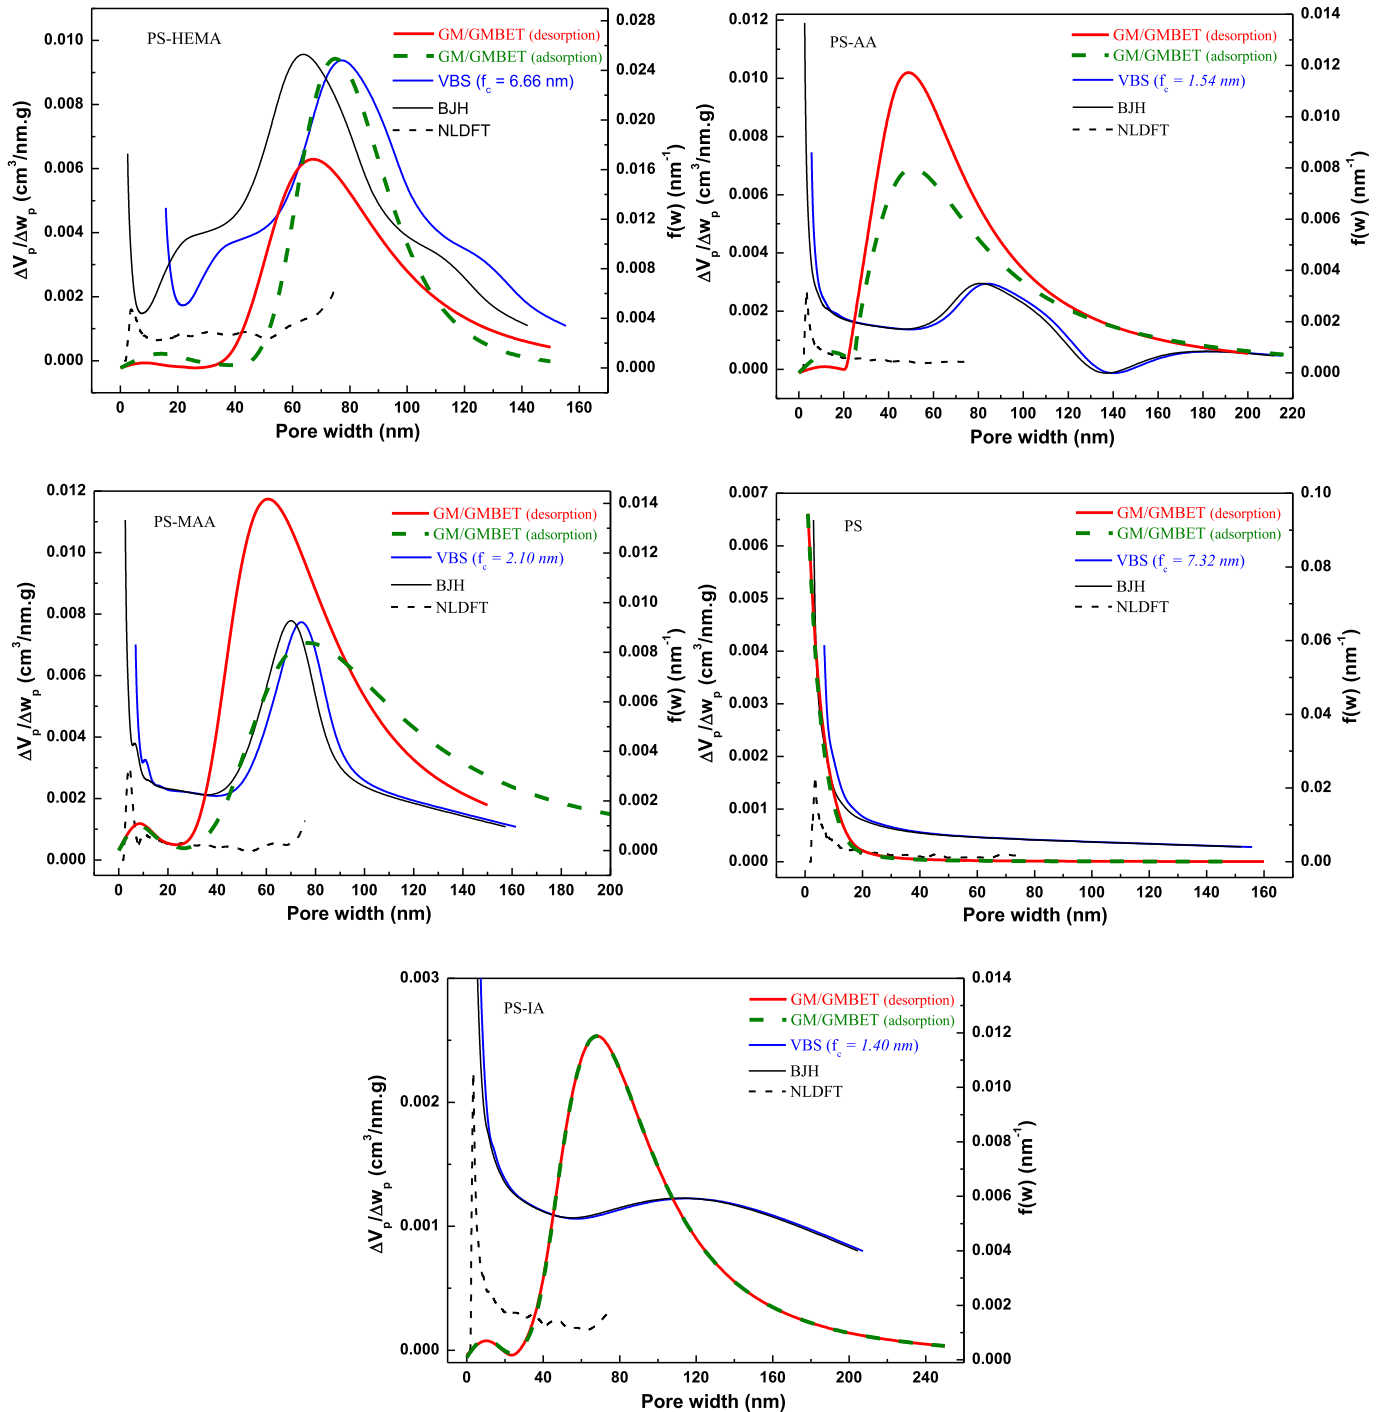 PS-HEMA
GM/GMBET (desorption)
GM/GMBET (adsorption)
VBS (fc = 6.66 nm)
BJH
NLDFT
0.010
0.008
0.006
0.004
0.002
0.000
ΔVp/Δwp (cm3/nm.g)
0.028
0.024
0.020
0.016
0.012
0.008
0.004
0.000
f(w) (nm-1)
0 20 40 60 80 100 120 140 160
Pore width (nm)
PS-AA
GM/GMBET (desorption)
GM/GMBET (adsorption)
VBS (fc = 1.54 nm)
BJH
NLDFT
0.012
0.010
0.008
0.006
0.004
0.002
0.000
ΔVp/Δwp (cm3/nm.g)
0.014
0.012
0.010
0.008
0.006
0.004
0.002
0.000
f(w) (nm-1)
0 20 40 60 80 100 120 140 160 180 200 220
Pore width (nm)
PS-MAA
GM/GMBET (desorption)
GM/GMBET (adsorption)
VBS (fc = 2.10 nm)
BJH
NLDFT
0.012
0.010
0.008
0.006
0.004
0.002
0.000
ΔVp/Δwp (cm3/nm.g)
0.014
0.012
0.010
0.008
0.006
0.004
0.002
0.000
f(w) (nm-1)
0 20 40 60 80 100 120 140 160 180 200
Pore width (nm)
PS
GM/GMBET (desorption)
GM/GMBET (adsorption)
VBS (fc = 7.32 nm)
BJH
NLDFT
0.007
0.006
0.005
0.004
0.003
0.002
0.001
0.000
ΔVp/Δwp (cm3/nm.g)
0.10
0.08
0.06
0.04
0.02
0.00
f(w) (nm-1)
0 20 40 60 80 100 120 140 160
Pore width (nm)
PS-IA
GM/GMBET (desorption)
GM/GMBET (adsorption)
VBS (fc = 1.40 nm)
BJH
NLDFT
0.003
0.002
0.001
0.000
ΔVp/Δwp (cm3/nm.g)
0.014
0.012
0.010
0.008
0.006
0.004
0.002
0.000
f(w) (nm-1)
0 40 80 120 160 200 240
Pore width (nm)